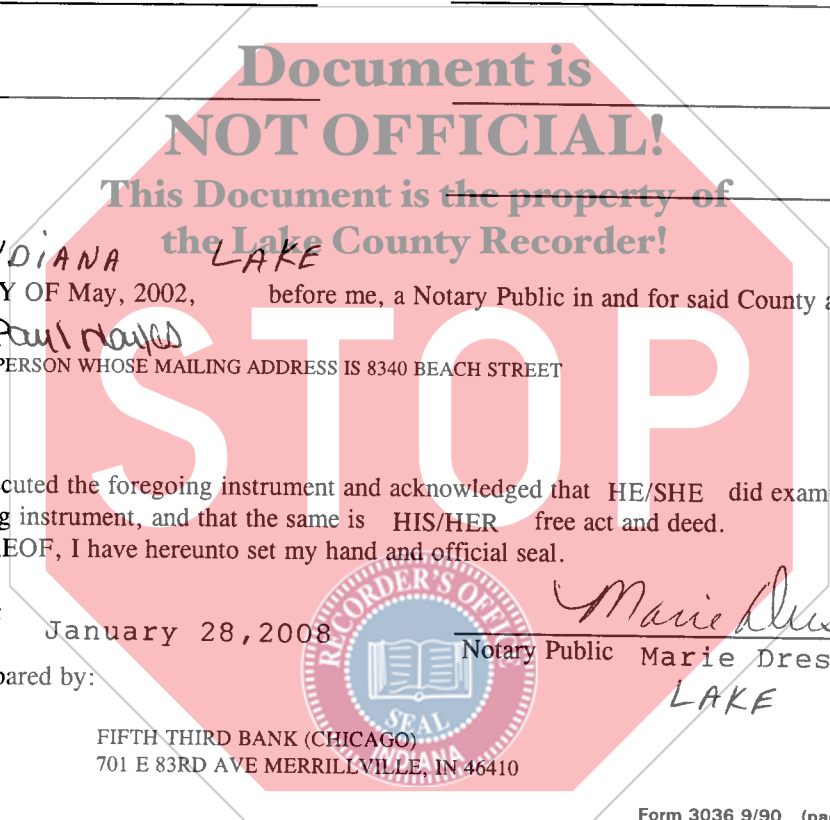 Document is
NOT OFFICIAL!
This Document is the property of
the Lake County Recorder!
STOP
DIANA LAKE
Y OF May, 2002, before me, a Notary Public in and for said County a
Paul
PERSON WHOSE MAILING ADDRESS IS 8340 BEACH STREET
cuted the foregoing instrument and acknowledged that HE/SHE did exam
g instrument, and that the same is HIS/HER free act and deed.
EOF, I have hereunto set my hand and official seal.
January 28,2008
Marie
Notary Public Marie Dres
LAKE
pared by:
RECORDER'S OFFICE
SEAL
INDIANA
FIFTH THIRD BANK (CHICAGO)
701 E 83RD AVE MERRILLVILLE, IN 46410
Form 3036 9/90 (pa